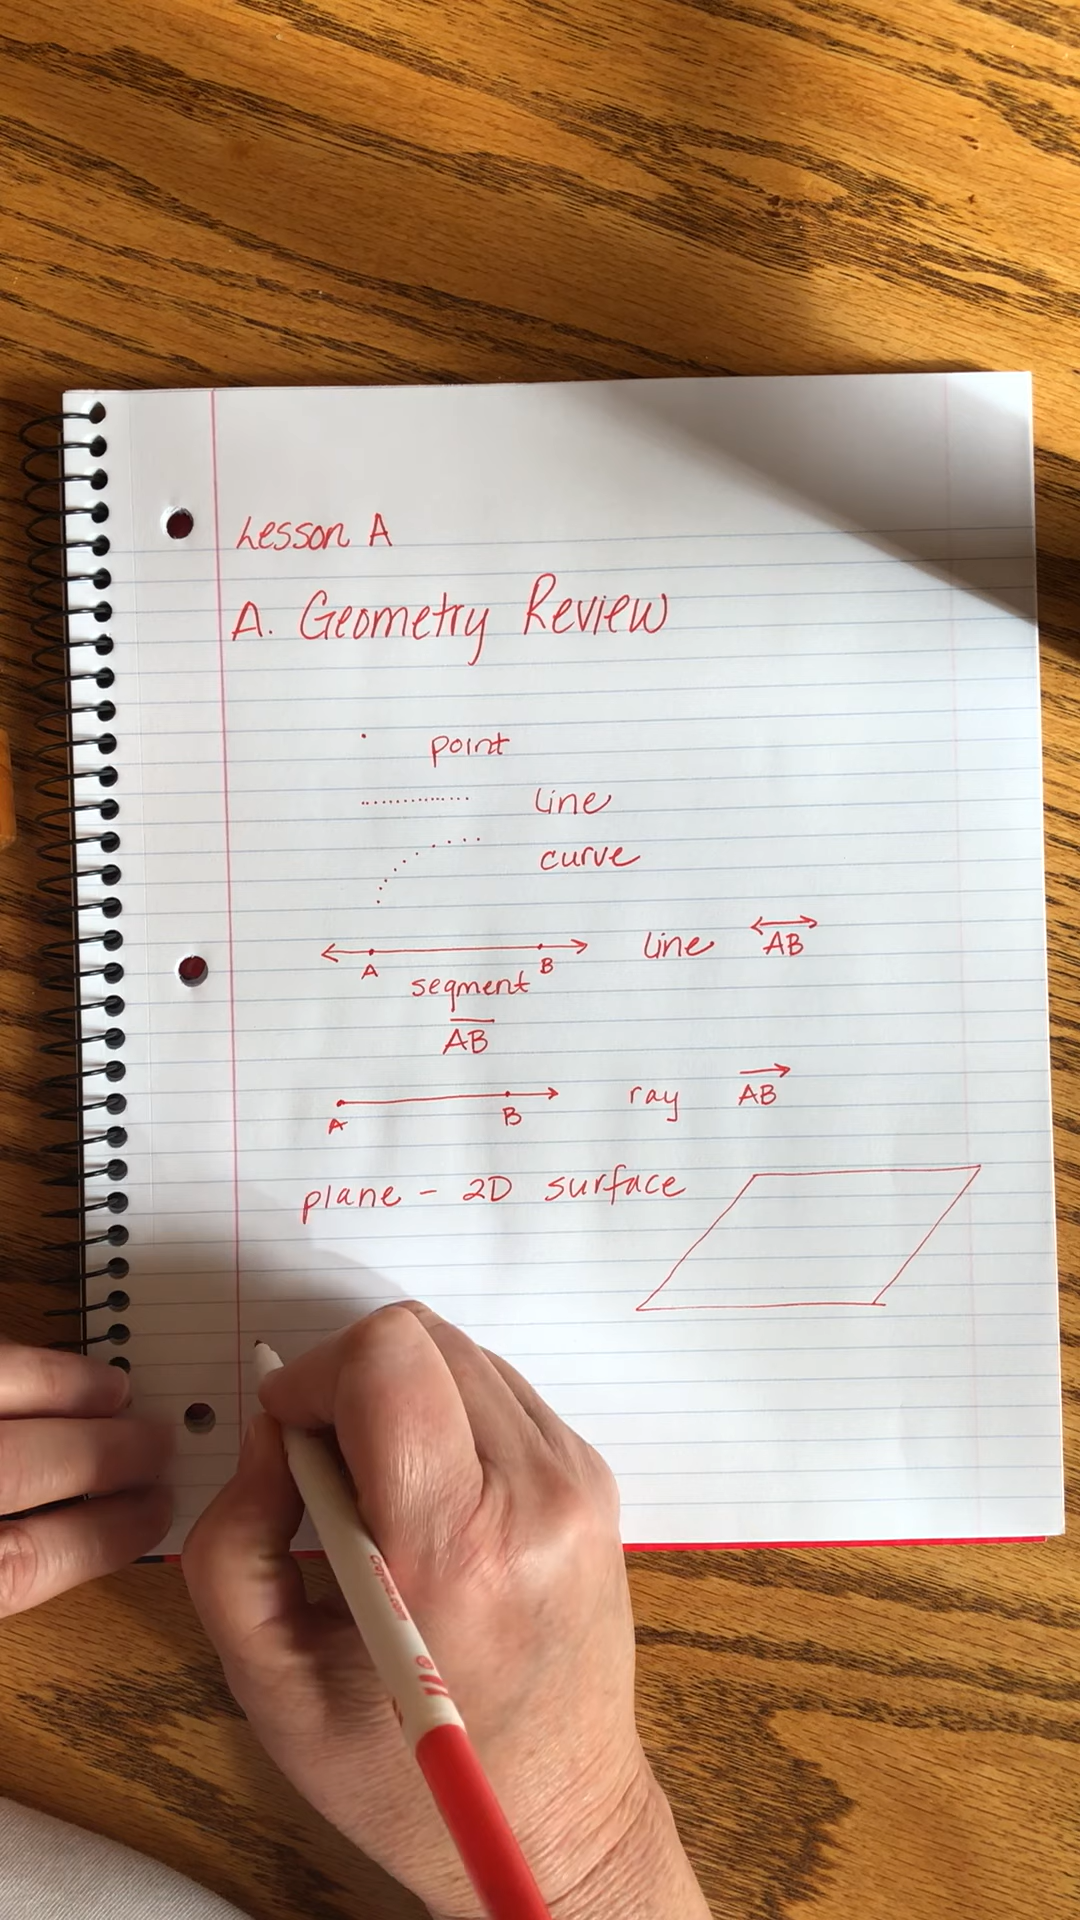 Lesson A
A. Geometry Review
point
line
curve
A B line AB
segment
AB
A B ray AB
plane - 2D surface